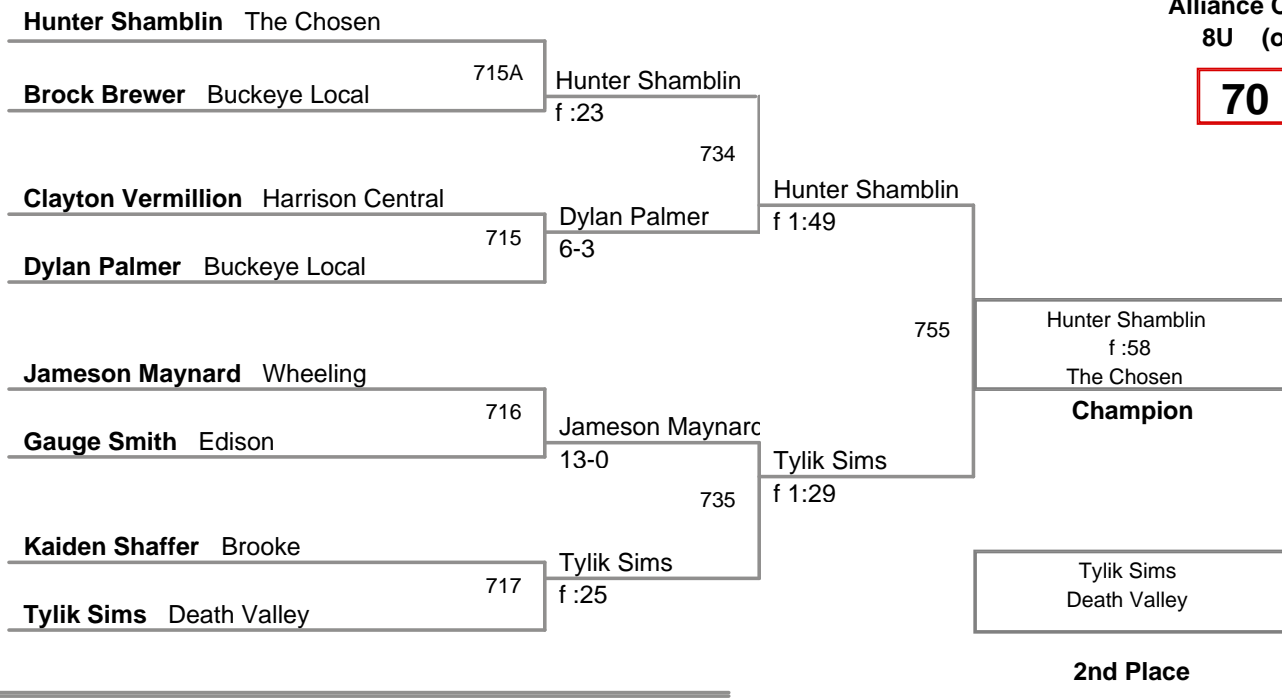 Hunter Shamblin The Chosen
Alliance
8U
70
715A
Hunter Shamblin
Brock Brewer Buckeye Local
f :23
734
Clayton Vermillion Harrison Central
Hunter Shamblin
715
Dylan Palmer
f 1:49
6-3
Dylan Palmer Buckeye Local
755
Hunter Shamblin
f :58
The Chosen
Champion
Jameson Maynard Wheeling
716
Jameson Maynard
Gauge Smith Edison
13-0
Tylik Sims
735
f 1:29
Kaiden Shaffer Brooke
Tylik Sims
717
f :25
Tylik Sims Death Valley
Tylik Sims
Death Valley
2nd Place